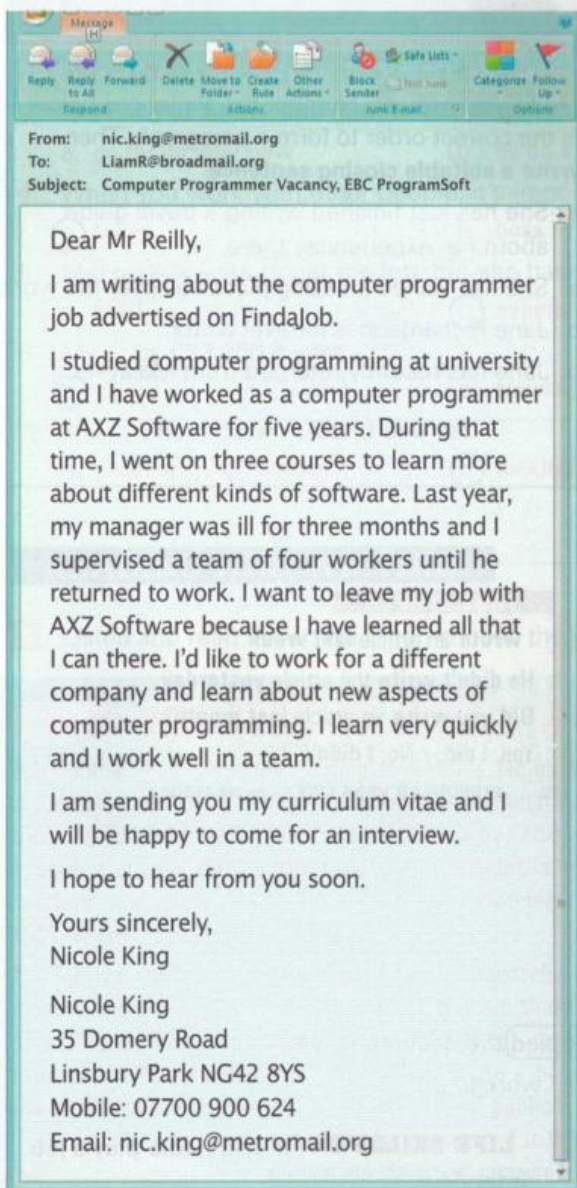 Message
H
Reply Reply to All Forward Delete Move to Folder Create Rule Other Actions Block Sender Safe Lists Not Junk Categorize Follow Up
Respond Actions Junk E-mail Options
From: nic.king@metromail.org
To: LiamR@broadmail.org
Subject: Computer Programmer Vacancy, EBC ProgramSoft
Dear Mr Reilly,
I am writing about the computer programmer
job advertised on FindaJob.
I studied computer programming at university
and I have worked as a computer programmer
at AXZ Software for five years. During that
time, I went on three courses to learn more
about different kinds of software. Last year,
my manager was ill for three months and I
supervised a team of four workers until he
returned to work. I want to leave my job with
AXZ Software because I have learned all that
I can there. I'd like to work for a different
company and learn about new aspects of
computer programming. I learn very quickly
and I work well in a team.
I am sending you my curriculum vitae and I
will be happy to come for an interview.
I hope to hear from you soon.
Yours sincerely,
Nicole King
Nicole King
35 Domery Road
Linsbury Park NG42 8YS
Mobile: 07700 900 624
Email: nic.king@metromail.org